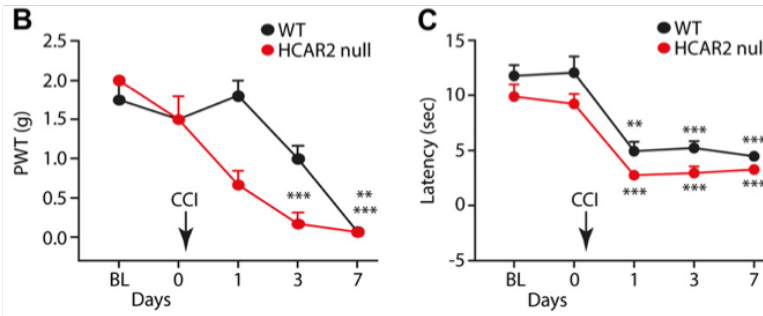 B
WT
HCAR2 null
PWT (g)
2.5
2.0
1.5
1.0
0.5
0.0
CCI
***
**
***
BL 0 1 3 7
Days
C
WT
HCAR2 null
Latency (sec)
15
10
5
0
-5
** *** ***
CCI
*** *** ***
BL 0 1 3 7
Days